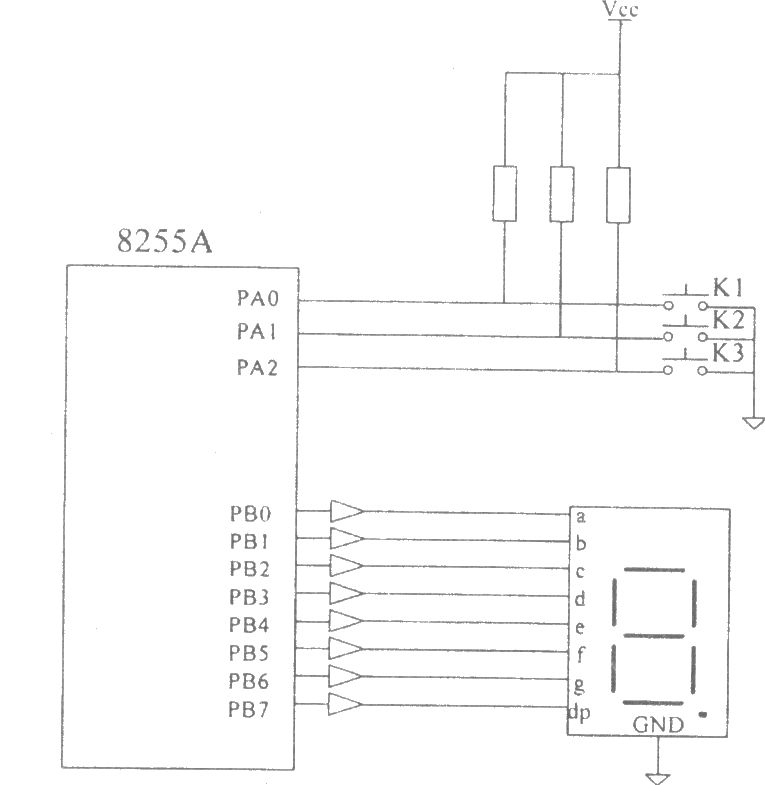 Vcc
8255A
PA0
K1
PA1
K2
PA2
K3
PB0
a
PB1
b
PB2
c
PB3
d
PB4
e
PB5
f
PB6
g
PB7
dp
GND